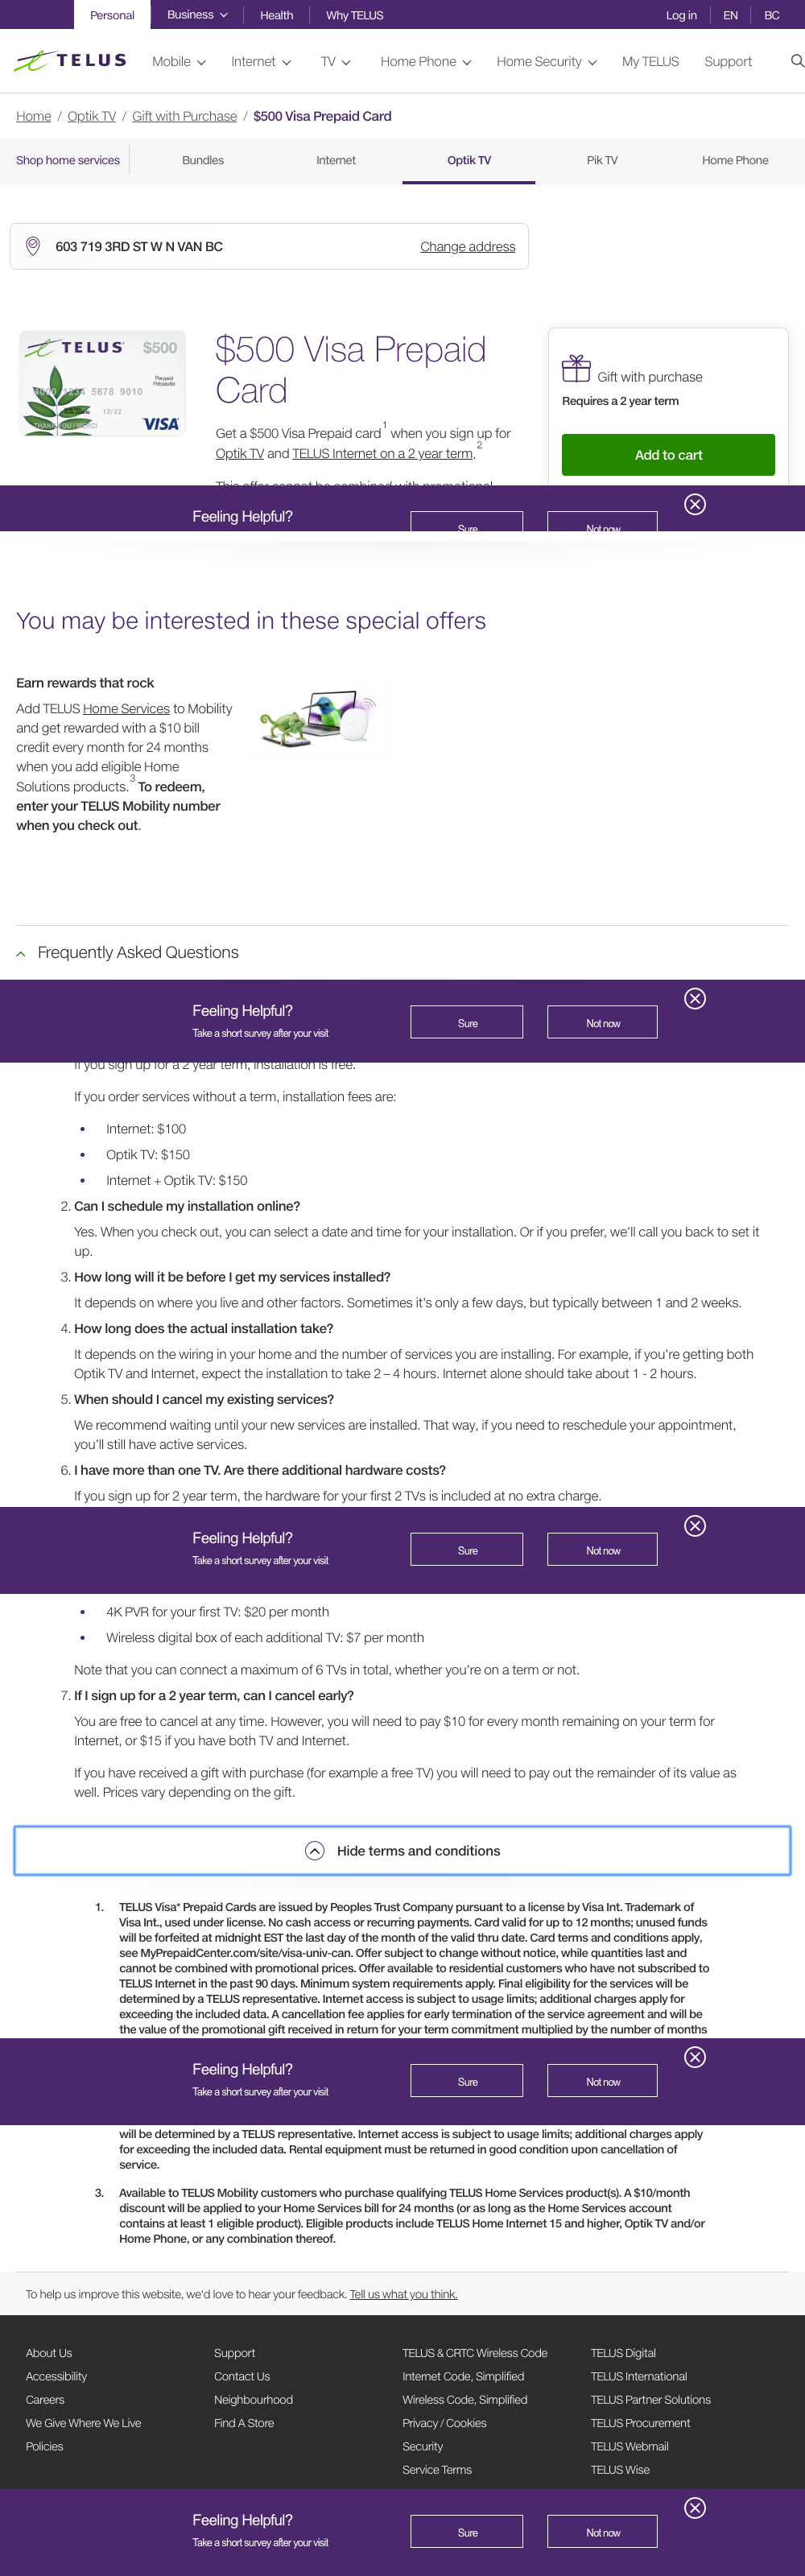 Personal Business Health Why TELUS Log in EN BC
TELUS Mobile Internet TV Home Phone Home Security My TELUS Support
Home / Optik TV / Gift with Purchase / $500 Visa Prepaid Card
Shop home services Bundles Internet Optik TV Pik TV Home Phone
603 719 3RD ST W N VAN BC Change address
TELUS $500
Prepaid
Prépayée
4000 1234 5678 9010
12/22
THANK YOU / MERCI
VISA
$500 Visa Prepaid
Card
Get a $500 Visa Prepaid card1 when you sign up for
Optik TV and TELUS Internet on a 2 year term.2
This offer cannot be combined with promotional
Gift with purchase
Requires a 2 year term
Add to cart
Feeling Helpful? Sure Not now
You may be interested in these special offers
Earn rewards that rock
Add TELUS Home Services to Mobility
and get rewarded with a $10 bill
credit every month for 24 months
when you add eligible Home
Solutions products.3 To redeem,
enter your TELUS Mobility number
when you check out.
Frequently Asked Questions
Feeling Helpful?
Take a short survey after your visit
Sure Not now
If you sign up for a 2 year term, installation is free.
If you order services without a term, installation fees are:
• Internet: $100
• Optik TV: $150
• Internet + Optik TV: $150
2. Can I schedule my installation online?
Yes. When you check out, you can select a date and time for your installation. Or if you prefer, we’ll call you back to set it
up.
3. How long will it be before I get my services installed?
It depends on where you live and other factors. Sometimes it’s only a few days, but typically between 1 and 2 weeks.
4. How long does the actual installation take?
It depends on the wiring in your home and the number of services you are installing. For example, if you’re getting both
Optik TV and Internet, expect the installation to take 2 – 4 hours. Internet alone should take about 1 - 2 hours.
5. When should I cancel my existing services?
We recommend waiting until your new services are installed. That way, if you need to reschedule your appointment,
you’ll still have active services.
6. I have more than one TV. Are there additional hardware costs?
If you sign up for 2 year term, the hardware for your first 2 TVs is included at no extra charge.
Feeling Helpful?
Take a short survey after your visit
Sure Not now
• 4K PVR for your first TV: $20 per month
• Wireless digital box of each additional TV: $7 per month
Note that you can connect a maximum of 6 TVs in total, whether you’re on a term or not.
7. If I sign up for a 2 year term, can I cancel early?
You are free to cancel at any time. However, you will need to pay $10 for every month remaining on your term for
Internet, or $15 if you have both TV and Internet.
If you have received a gift with purchase (for example a free TV) you will need to pay out the remainder of its value as
well. Prices vary depending on the gift.
Hide terms and conditions
1. TELUS Visa* Prepaid Cards are issued by Peoples Trust Company pursuant to a license by Visa Int. Trademark of
Visa Int., used under license. No cash access or recurring payments. Card valid for up to 12 months; unused funds
will be forfeited at midnight EST the last day of the month of the valid thru date. Card terms and conditions apply,
see MyPrepaidCenter.com/site/visa-univ-can. Offer subject to change without notice, while quantities last and
cannot be combined with promotional prices. Offer available to residential customers who have not subscribed to
TELUS Internet in the past 90 days. Minimum system requirements apply. Final eligibility for the services will be
determined by a TELUS representative. Internet access is subject to usage limits; additional charges apply for
exceeding the included data. A cancellation fee applies for early termination of the service agreement and will be
the value of the promotional gift received in return for your term commitment multiplied by the number of months
Feeling Helpful?
Take a short survey after your visit
Sure Not now
will be determined by a TELUS representative. Internet access is subject to usage limits; additional charges apply
for exceeding the included data. Rental equipment must be returned in good condition upon cancellation of
service.
3. Available to TELUS Mobility customers who purchase qualifying TELUS Home Services product(s). A $10/month
discount will be applied to your Home Services bill for 24 months (or as long as the Home Services account
contains at least 1 eligible product). Eligible products include TELUS Home Internet 15 and higher, Optik TV and/or
Home Phone, or any combination thereof.
To help us improve this website, we'd love to hear your feedback. Tell us what you think.
About Us Support TELUS & CRTC Wireless Code TELUS Digital
Accessibility Contact Us Internet Code, Simplified TELUS International
Careers Neighbourhood Wireless Code, Simplified TELUS Partner Solutions
We Give Where We Live Find A Store Privacy / Cookies TELUS Procurement
Policies Security TELUS Webmail
Service Terms TELUS Wise
Feeling Helpful?
Take a short survey after your visit
Sure Not now